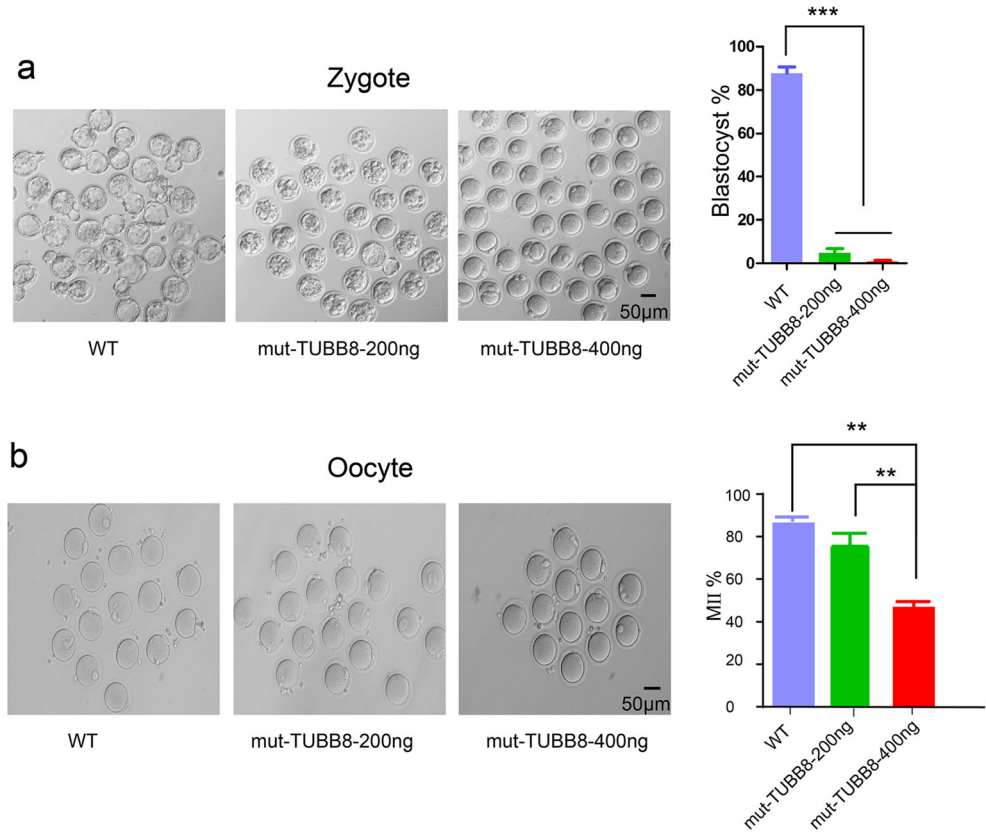 a
Zygote
50µm
WT
mut-TUBB8-200ng
mut-TUBB8-400ng
***
Blastocyst %
100
80
60
40
20
0
WT
mut-TUBB8-200ng
mut-TUBB8-400ng
b
Oocyte
50µm
WT
mut-TUBB8-200ng
mut-TUBB8-400ng
**
**
MII %
100
80
60
40
20
0
WT
mut-TUBB8-200ng
mut-TUBB8-400ng